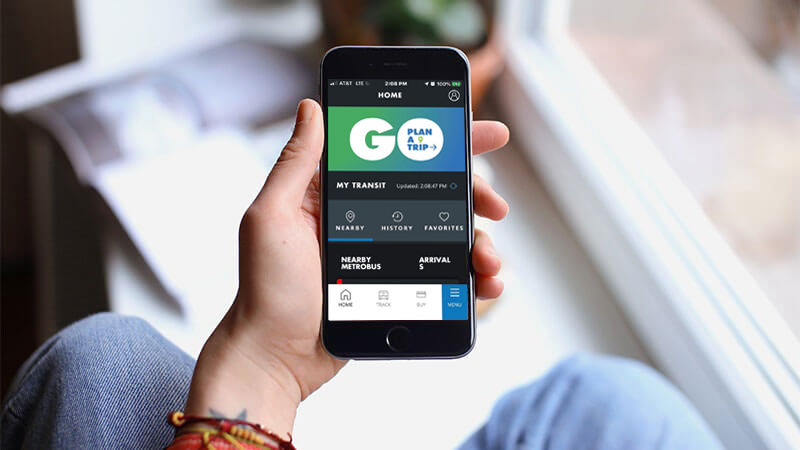 AT&T LTE 2:08 PM 100%
HOME
GO PLAN
A
TRIP
MY TRANSIT Updated: 2:08:47 PM
NEARBY HISTORY FAVORITES
NEARBY ARRIVAL
METROBUS S
HOME TRACK BUY MENU